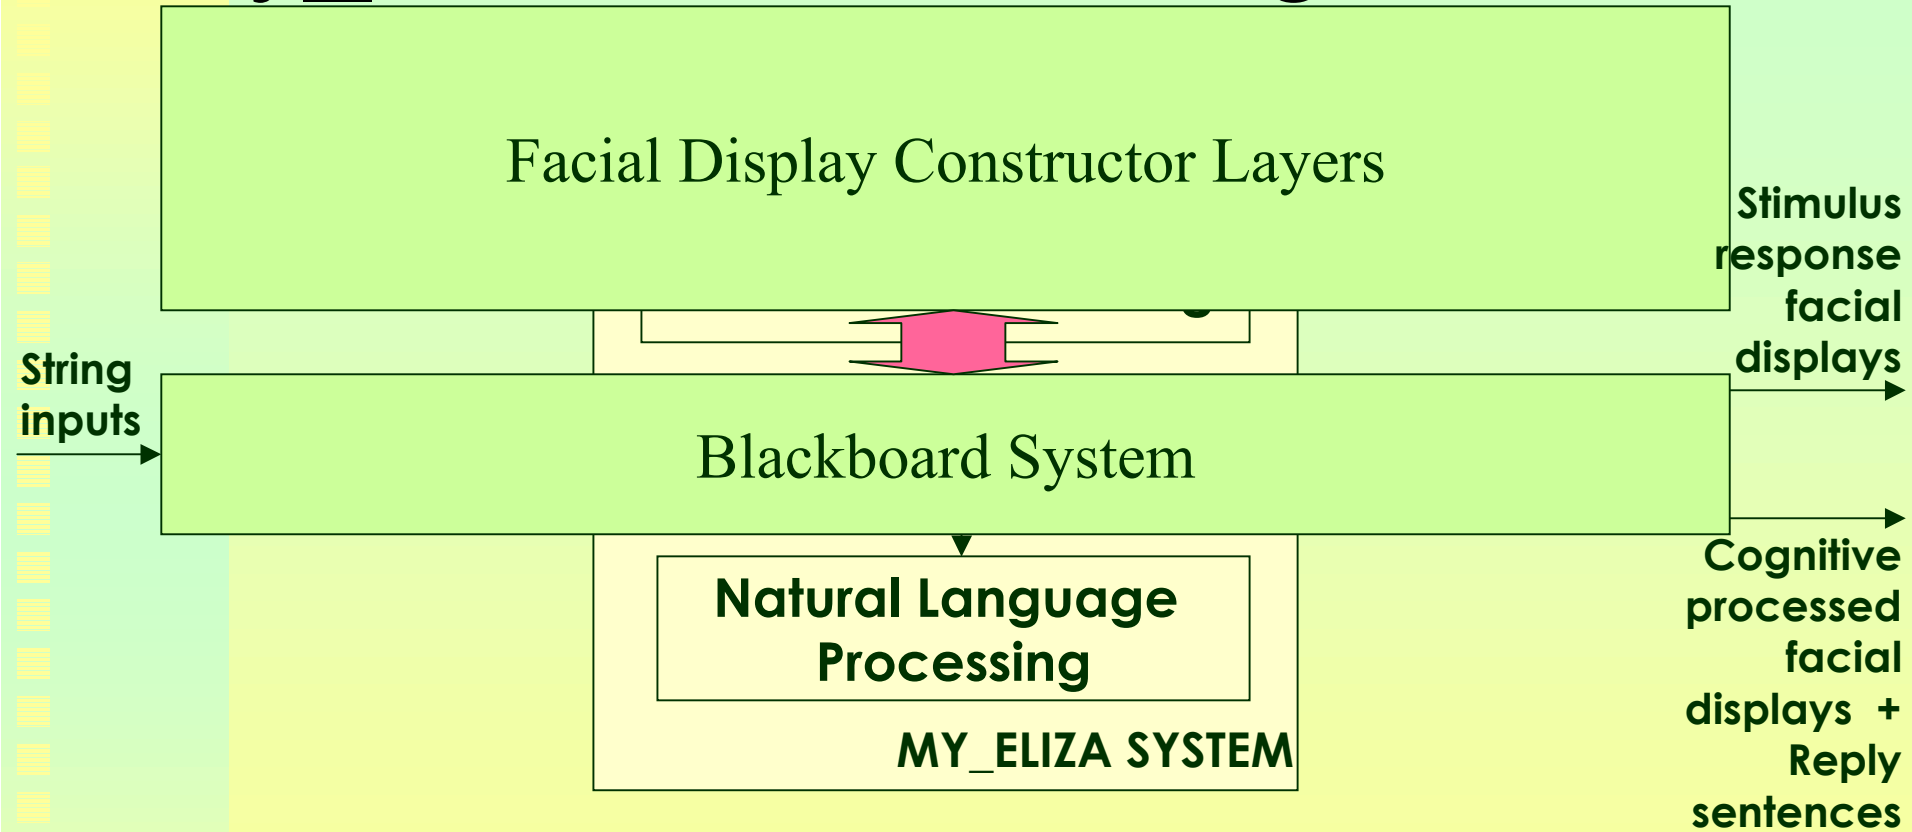 Facial Display Constructor Layers
Stimulus
response
facial
displays
String
inputs
Blackboard System
Natural Language
Processing
MY_ELIZA SYSTEM
Cognitive
processed
facial
displays +
Reply
sentences